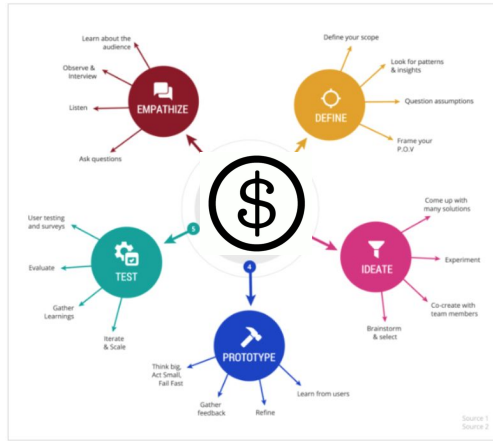 Learn about the
audience
Observe &
Interview
Listen
Ask questions
EMPATHIZE
Define your scope
Look for patterns
& insights
Question assumptions
Frame your
P.O.V
DEFINE
$
Come up with
many solutions
Experiment
Co-create with
team members
Brainstorm
& select
IDEATE
4
PROTOTYPE
Think big,
Act Small,
Fail Fast
Gather
feedback
Refine
Learn from users
5
TEST
User testing
and surveys
Evaluate
Gather
Learnings
Iterate
& Scale
Source 1
Source 2